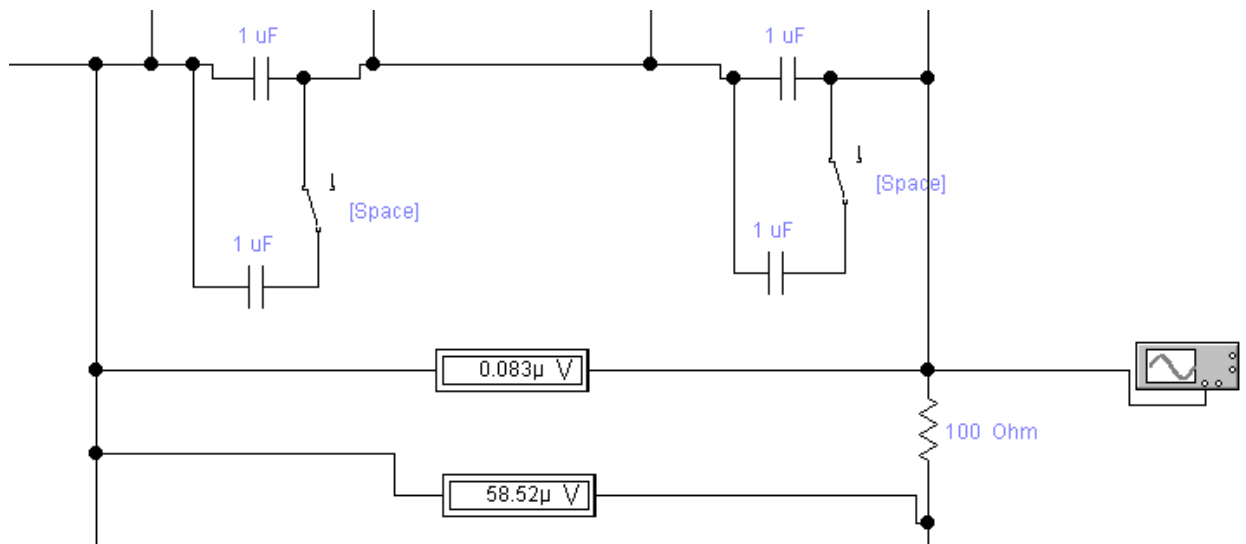 1 uF
1 uF
[Space]
[Space]
1 uF
1 uF
0.083µ V
100 Ohm
58.52µ V